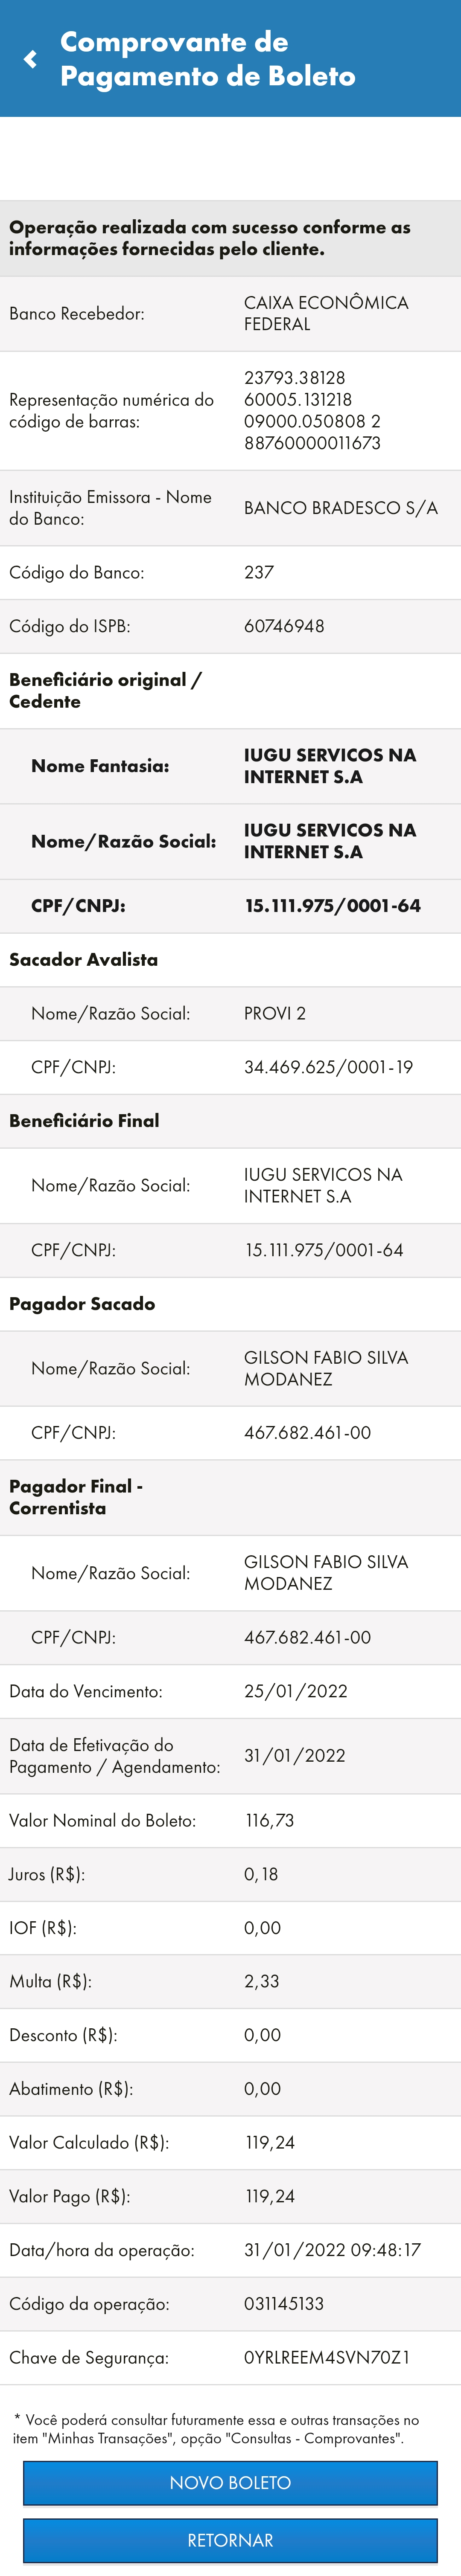 Comprovante de
Pagamento de Boleto
Operação realizada com sucesso conforme as
informações fornecidas pelo cliente.
Banco Recebedor:
CAIXA ECONÔMICA
FEDERAL
Representação numérica do
código de barras:
23793.38128
60005.131218
09000.050808 2
88760000011673
Instituição Emissora - Nome
do Banco:
BANCO BRADESCO S/A
Código do Banco:
237
Código do ISPB:
60746948
Beneficiário original /
Cedente
Nome Fantasia:
IUGU SERVICOS NA
INTERNET S.A
Nome/Razão Social:
IUGU SERVICOS NA
INTERNET S.A
CPF/CNPJ:
15.111.975/0001-64
Sacador Avalista
Nome/Razão Social:
PROVI 2
CPF/CNPJ:
34.469.625/0001-19
Beneficiário Final
Nome/Razão Social:
IUGU SERVICOS NA
INTERNET S.A
CPF/CNPJ:
15.111.975/0001-64
Pagador Sacado
Nome/Razão Social:
GILSON FABIO SILVA
MODANEZ
CPF/CNPJ:
467.682.461-00
Pagador Final -
Correntista
Nome/Razão Social:
GILSON FABIO SILVA
MODANEZ
CPF/CNPJ:
467.682.461-00
Data do Vencimento:
25/01/2022
Data de Efetivação do
Pagamento / Agendamento:
31/01/2022
Valor Nominal do Boleto:
116,73
Juros (R$):
0,18
IOF (R$):
0,00
Multa (R$):
2,33
Desconto (R$):
0,00
Abatimento (R$):
0,00
Valor Calculado (R$):
119,24
Valor Pago (R$):
119,24
Data/hora da operação:
31/01/2022 09:48:17
Código da operação:
031145133
Chave de Segurança:
0YRLREEM4SVN70Z1
* Você poderá consultar futuramente essa e outras transações no
item "Minhas Transações", opção "Consultas - Comprovantes".
NOVO BOLETO
RETORNAR